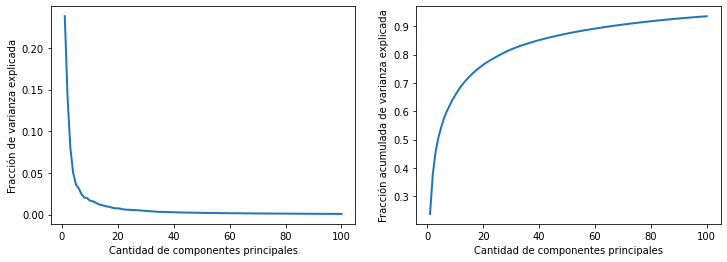 Fracción de varianza explicada
0.20
0.15
0.10
0.05
0.00
0 20 40 60 80 100
Cantidad de componentes principales
Fracción acumulada de varianza explicada
0.9
0.8
0.7
0.6
0.5
0.4
0.3
0 20 40 60 80 100
Cantidad de componentes principales